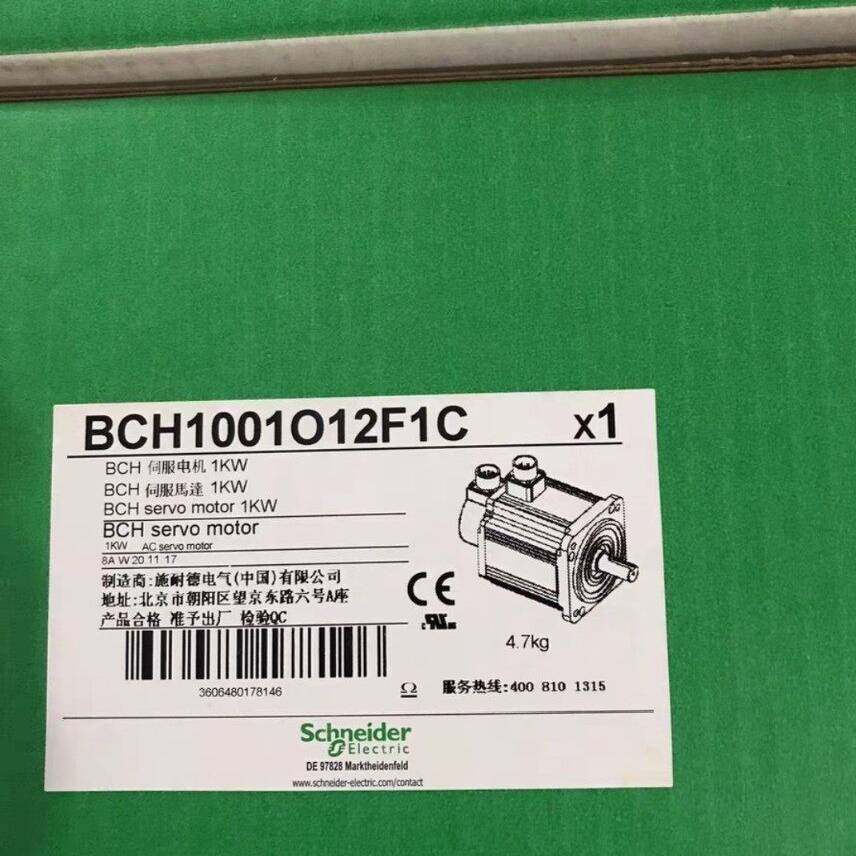 BCH1001O12F1C x1
BCH 伺服电机 1KW
BCH 伺服馬達 1KW
BCH servo motor 1KW
BCH servo motor
1KW AC servo motor
8A W 20 11 17
制造商:施耐德电气(中国)有限公司
地址:北京市朝阳区望京东路六号A座
产品合格 准予出厂 检验QC
CE
4.7kg
3606480178146
服务热线:400 810 1315
Schneider
Electric
DE 97828 Marktheidenfeld
www.schneider-electric.com/contact